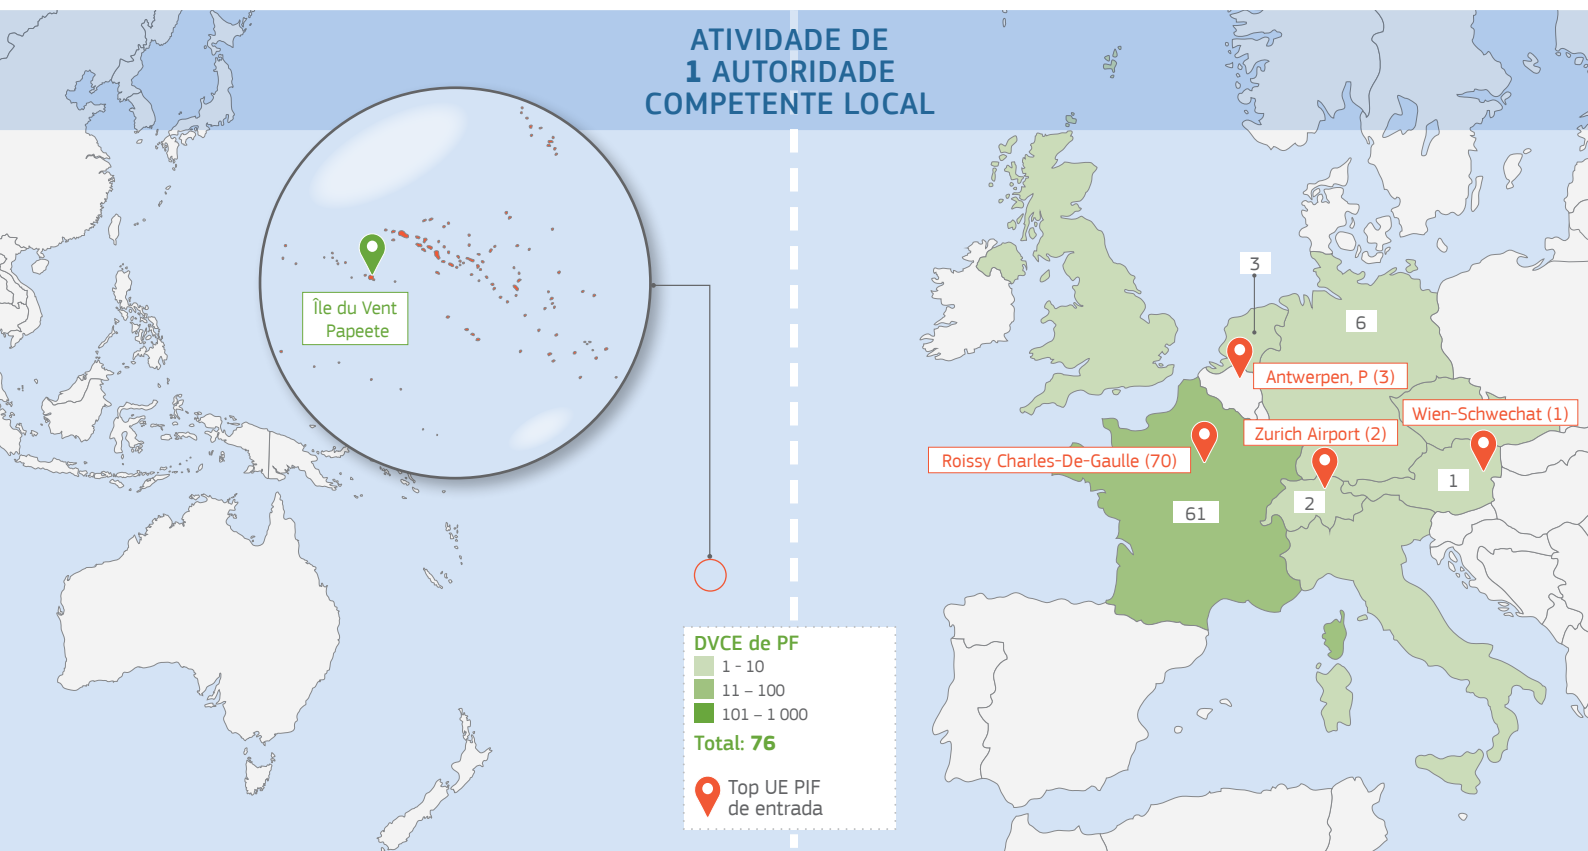 ATIVIDADE DE
1 AUTORIDADE
COMPETENTE LOCAL
Île du Vent
Papeete
3
6
Antwerpen, P (3)
Wien-Schwechat (1)
Zurich Airport (2)
Roissy Charles-De-Gaulle (70)
1
2
61
DVCE de PF
1 - 10
11 – 100
101 – 1 000
Total: 76
Top UE PIF
de entrada